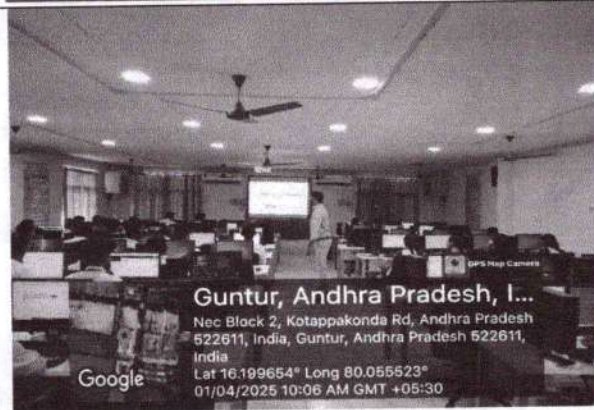 GPS Map Camera
Guntur, Andhra Pradesh, I...
Nec Block 2, Kotappakonda Rd, Andhra Pradesh
522611, India, Guntur, Andhra Pradesh 522611,
India
Lat 16.199654° Long 80.055523°
01/04/2025 10:06 AM GMT +05:30
Google